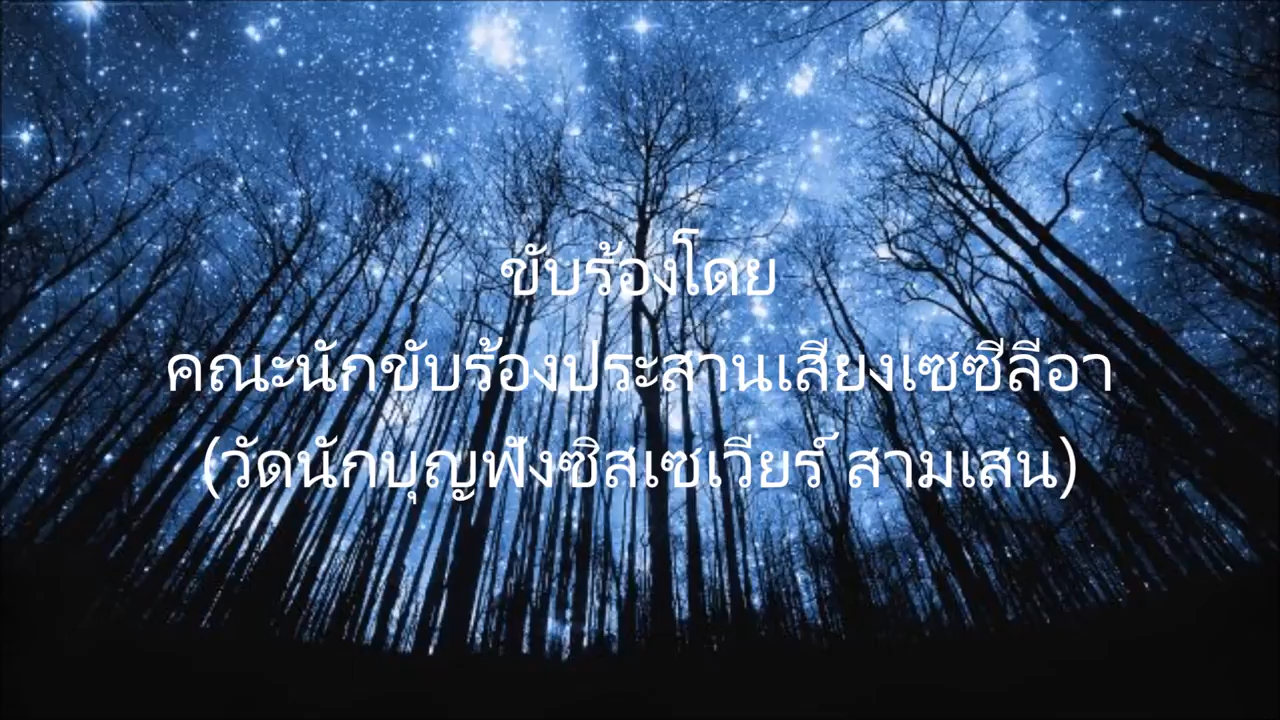 ขับร้องโดย
คณะนักขับร้องประสานเสียงเซซีลีอา
(วัดนักบุญฟังซิสเซเวียร์ สามเสน)